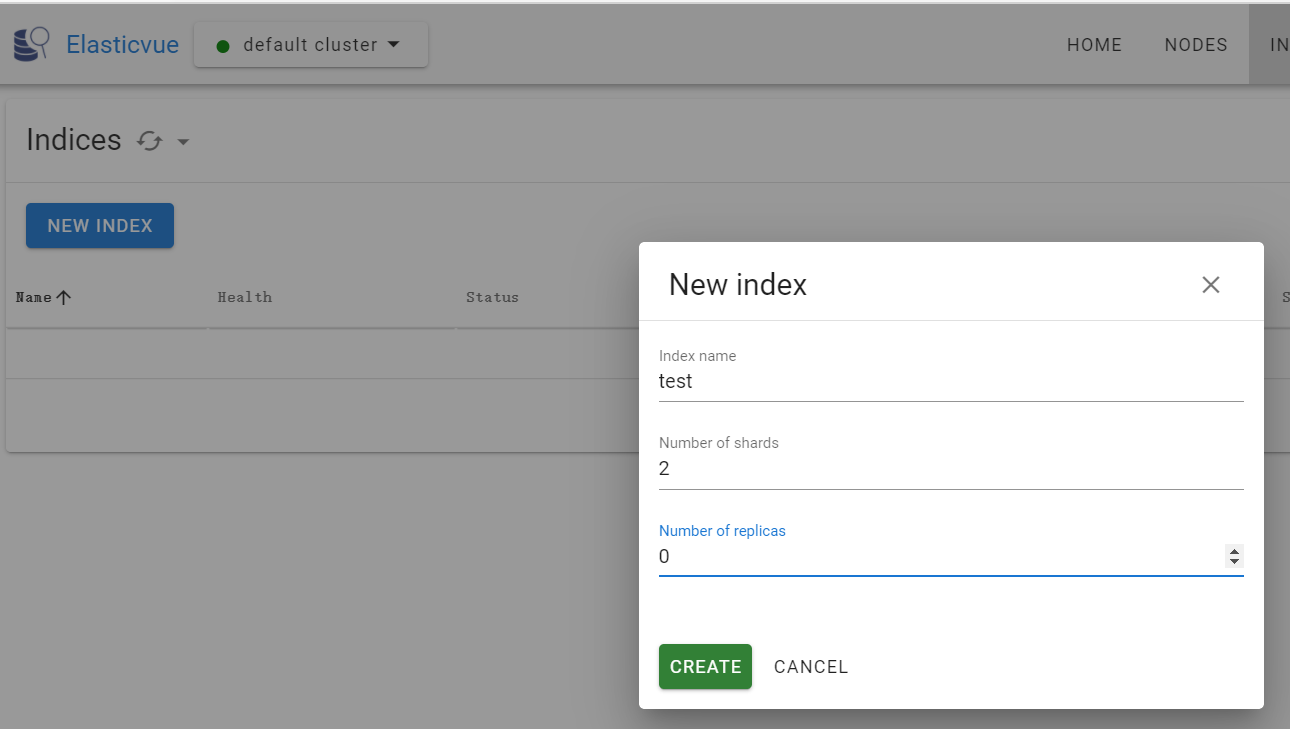 Elasticvue default cluster HOME NODES IN
Indices
NEW INDEX
Name Health Status S
New index
Index name
test
Number of shards
2
Number of replicas
0
CREATE CANCEL